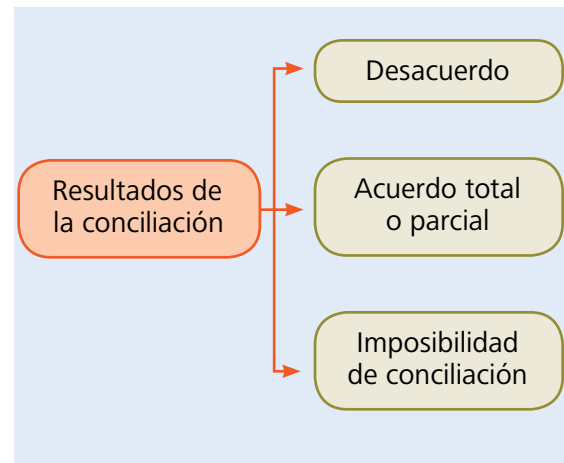 Desacuerdo
Resultados de
la conciliación
Acuerdo total
o parcial
Imposibilidad
de conciliación